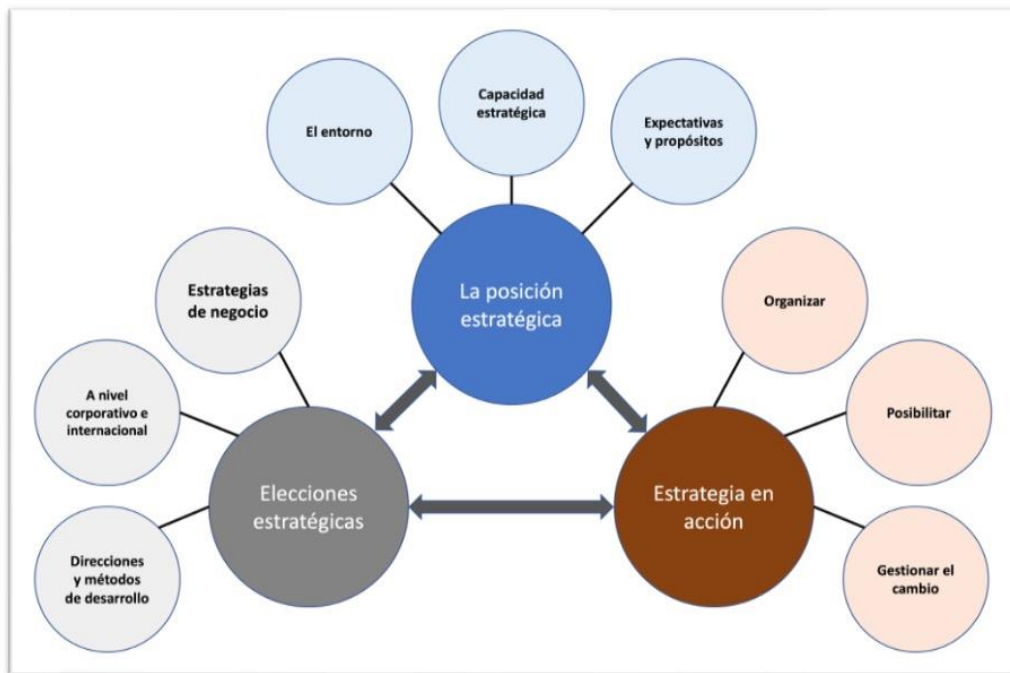 Capacidad
estratégica
El entorno
Expectativas
y propósitos
La posición
estratégica
Estrategias
de negocio
A nivel
corporativo e
internacional
Direcciones
y métodos
de desarrollo
Elecciones
estratégicas
Organizar
Posibilitar
Gestionar el
cambio
Estrategia en
acción